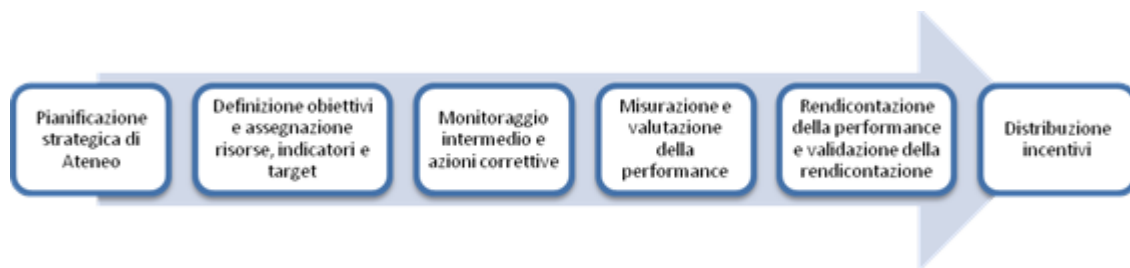 Pianificazione
strategica di
Ateneo
Definizione obiettivi
e assegnazione
risorse, indicatori e
target
Monitoraggio
intermedio e
azioni correttive
Misurazione e
valutazione
della
performance
Rendicontazione
della performance
e validazione della
rendicontazione
Distribuzione
incentivi